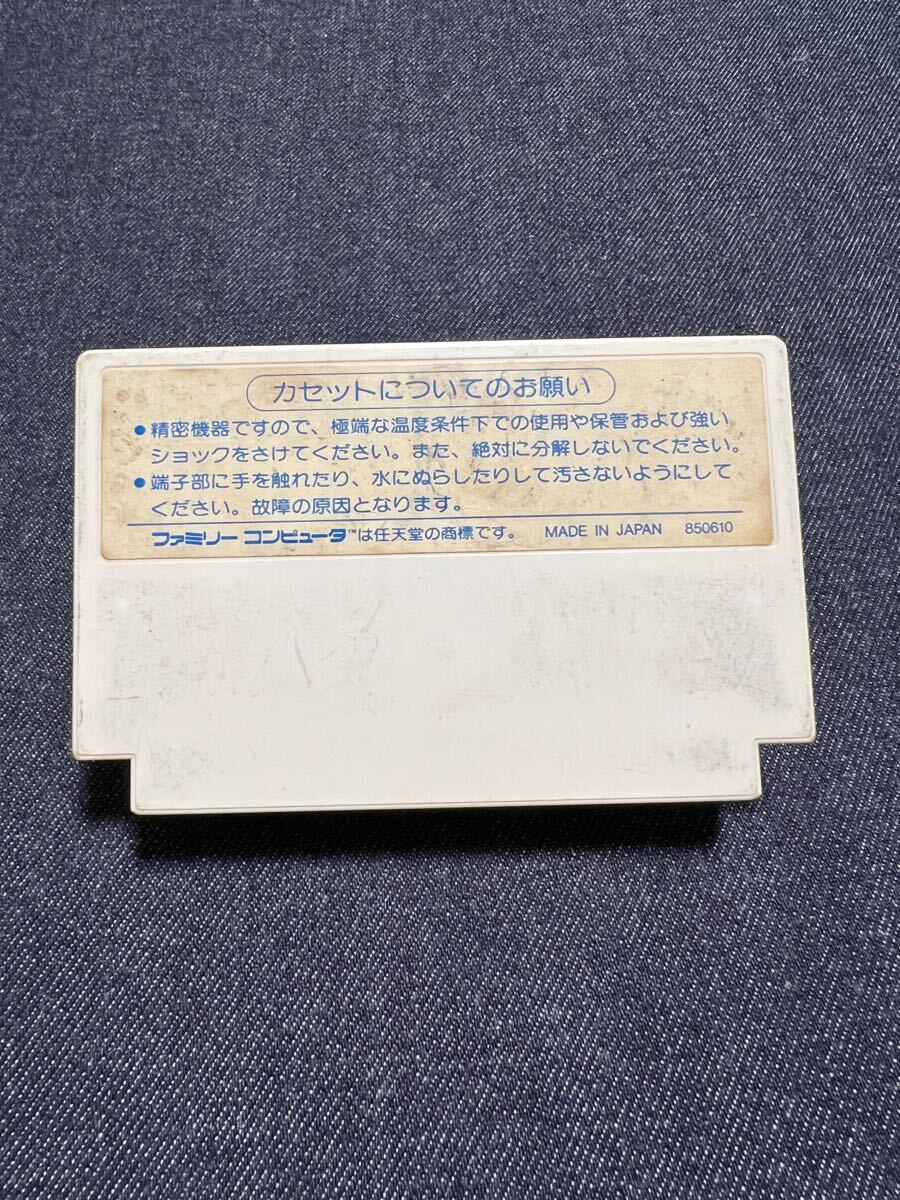 カセットについてのお願い
●精密機器ですので、極端な温度条件下での使用や保管および強い
ショックをさけてください。また、絶対に分解しないでください。
●端子部に手を触れたり、水にぬらしたりして汚さないようにして
ください。故障の原因となります。
ファミリー コンピュータ™は任天堂の商標です。 MADE IN JAPAN 850610